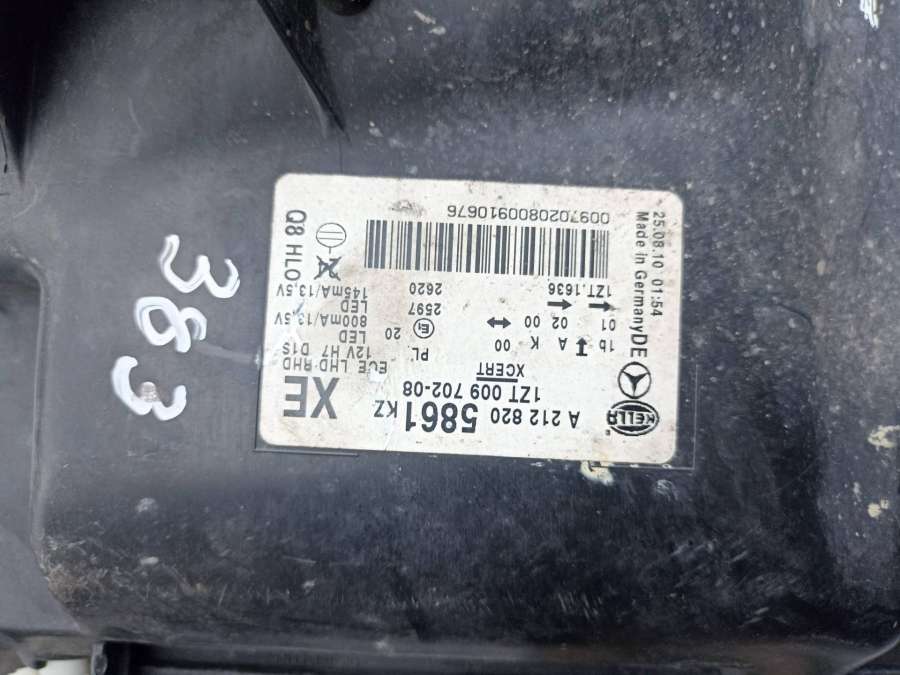 HELLA
A 212 820
5861 KZ
1ZT 009 702-08
XCERT
XE
ECE LHD RHD
12V H7 D1S
LED
800mA/13,5V
LED
145mA/13,5V
PL.
E1 20
2597
2620
1b A K 00
01 02 00
1ZT.1636
DE
Made in Germany
25.08.10 01:54
0097020800910676
24
Q8 HL0
383